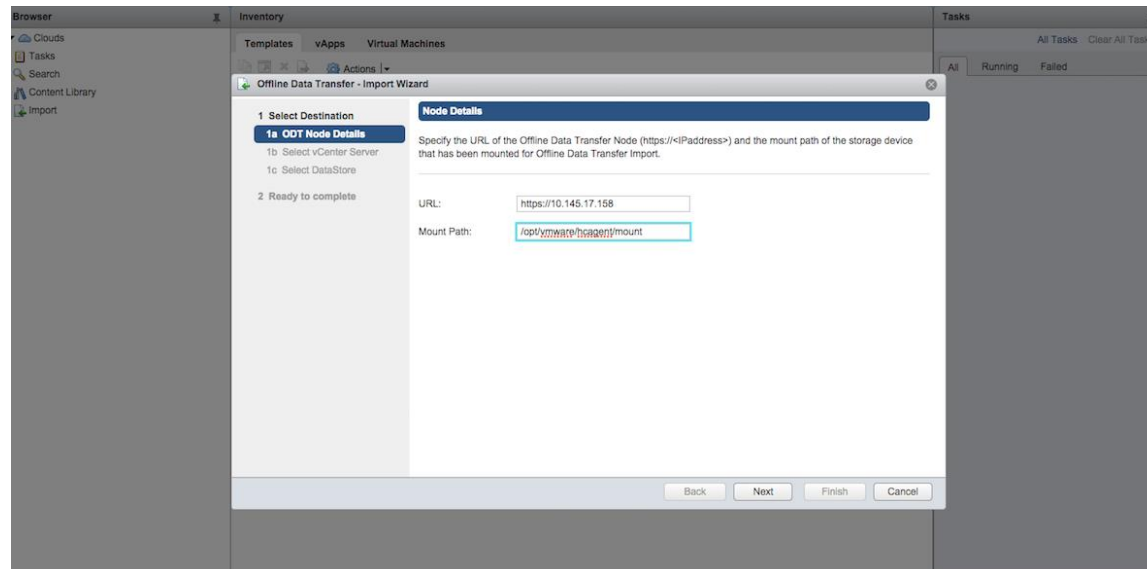 Browser
Clouds
Tasks
Search
Content Library
Import
Inventory
Templates vApps Virtual Machines
Actions
Tasks
All Tasks Clear All Task
All Running Failed
Offline Data Transfer - Import Wizard
1 Select Destination
1a ODT Node Details
1b Select vCenter Server
1c Select DataStore
2 Ready to complete
Node Details
Specify the URL of the Offline Data Transfer Node (https://<IPaddress>) and the mount path of the storage device
that has been mounted for Offline Data Transfer Import.
URL: https://10.145.17.158
Mount Path: /opt/vmware/hcagent/mount
Back Next Finish Cancel